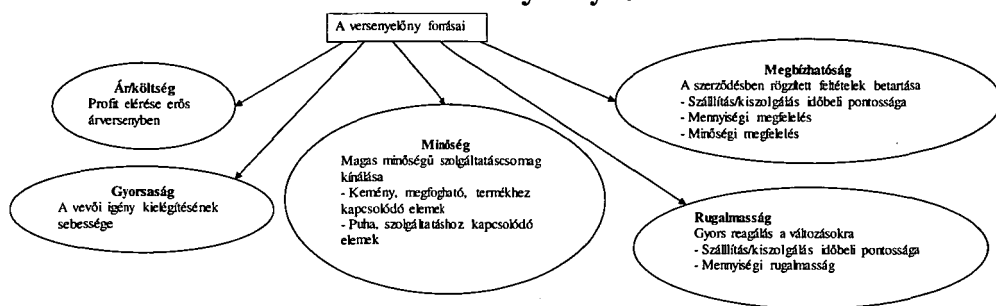 A versenyelőny forrásai
Ár/költség
Profit elérése erős
árversenyben
Gyorsaság
A vevői igény kielégítésének
sebessége
Minőség
Magas minőségű szolgáltatáscsomag
kínálása
- Kemény, megfogható, termékhez
kapcsolódó elemek
- Puha, szolgáltatáshoz kapcsolódó
elemek
Megbízhatóság
A szerződésben rögzített feltételek betartása
- Szállítás/kiszolgálás időbeli pontossága
- Mennyiségi megfelelés
- Minőségi megfelelés
Rugalmasság
Gyors reagálás a változásokra
- Szállítás/kiszolgálás időbeli pontossága
- Mennyiségi rugalmasság